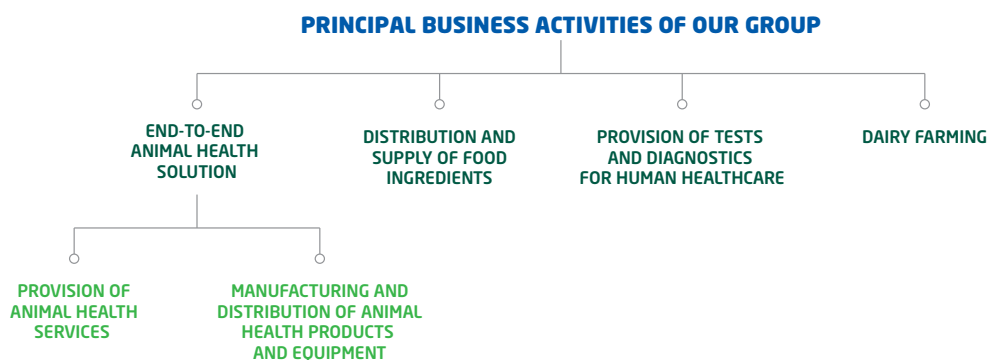 PRINCIPAL BUSINESS ACTIVITIES OF OUR GROUP
END-TO-END
ANIMAL HEALTH
SOLUTION
DISTRIBUTION AND
SUPPLY OF FOOD
INGREDIENTS
PROVISION OF TESTS
AND DIAGNOSTICS
FOR HUMAN HEALTHCARE
DAIRY FARMING
PROVISION OF
ANIMAL HEALTH
SERVICES
MANUFACTURING AND
DISTRIBUTION OF ANIMAL
HEALTH PRODUCTS
AND EQUIPMENT